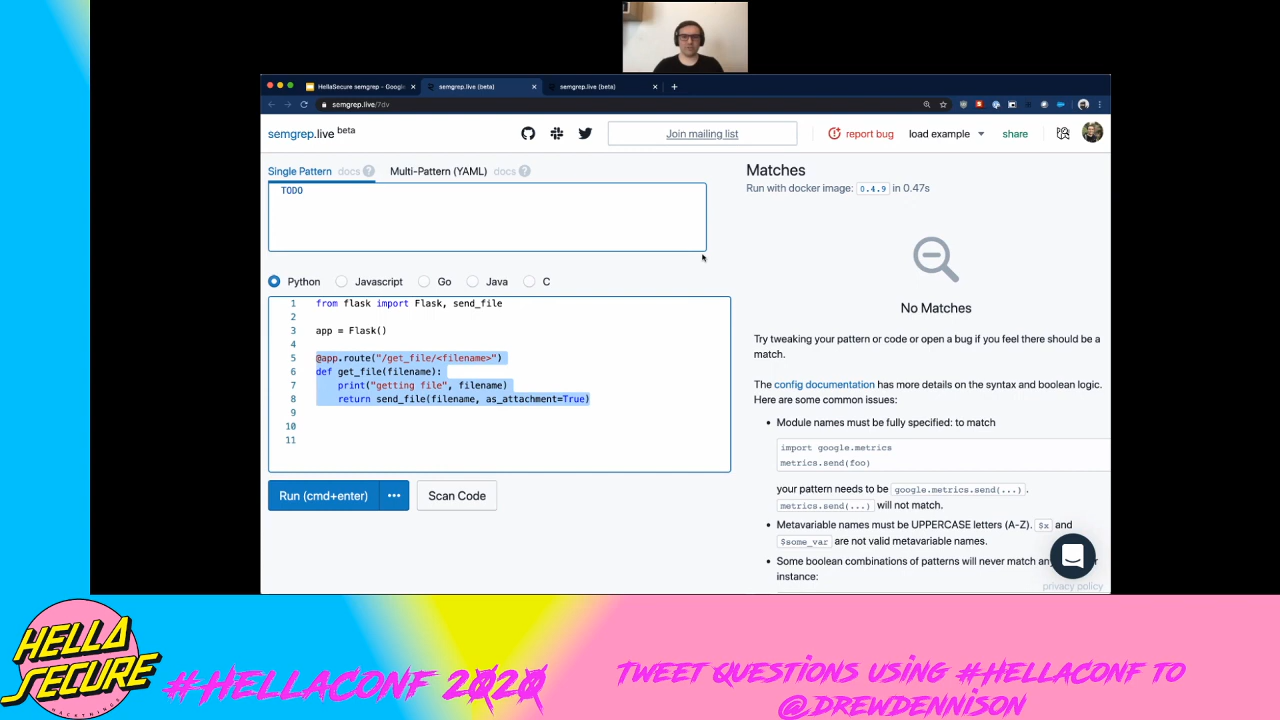 HellaSecure semgrep - Google
semgrep.live (beta)
semgrep.live (beta)
semgrep.live/7dv
semgrep.live beta
Join mailing list
report bug
load example
share
Single Pattern docs ?
Multi-Pattern (YAML) docs ?
TODO
Python
Javascript
Go
Java
C
1 from flask import Flask, send_file
2
3 app = Flask()
4
5 @app.route("/get_file/<filename>")
6 def get_file(filename):
7 print("getting file", filename)
8 return send_file(filename, as_attachment=True)
9
10
11
Run (cmd+enter) •••
Scan Code
Matches
Run with docker image: 0.4.9 in 0.47s
No Matches
Try tweaking your pattern or code or open a bug if you feel there should be a
match.
The config documentation has more details on the syntax and boolean logic.
Here are some common issues:
• Module names must be fully specified: to match
import google.metrics
metrics.send(foo)
your pattern needs to be google.metrics.send(...) .
metrics.send(...) will not match.
• Metavariable names must be UPPERCASE letters (A-Z). $x and
$some_var are not valid metavariable names.
• Some boolean combinations of patterns will never match
instance:
privacy policy
HELLA
SECURE
HACKTHINGS
#HELLACONF 2020
TWEET QUESTIONS USING #HELLACONF TO
@DREWDENNISON